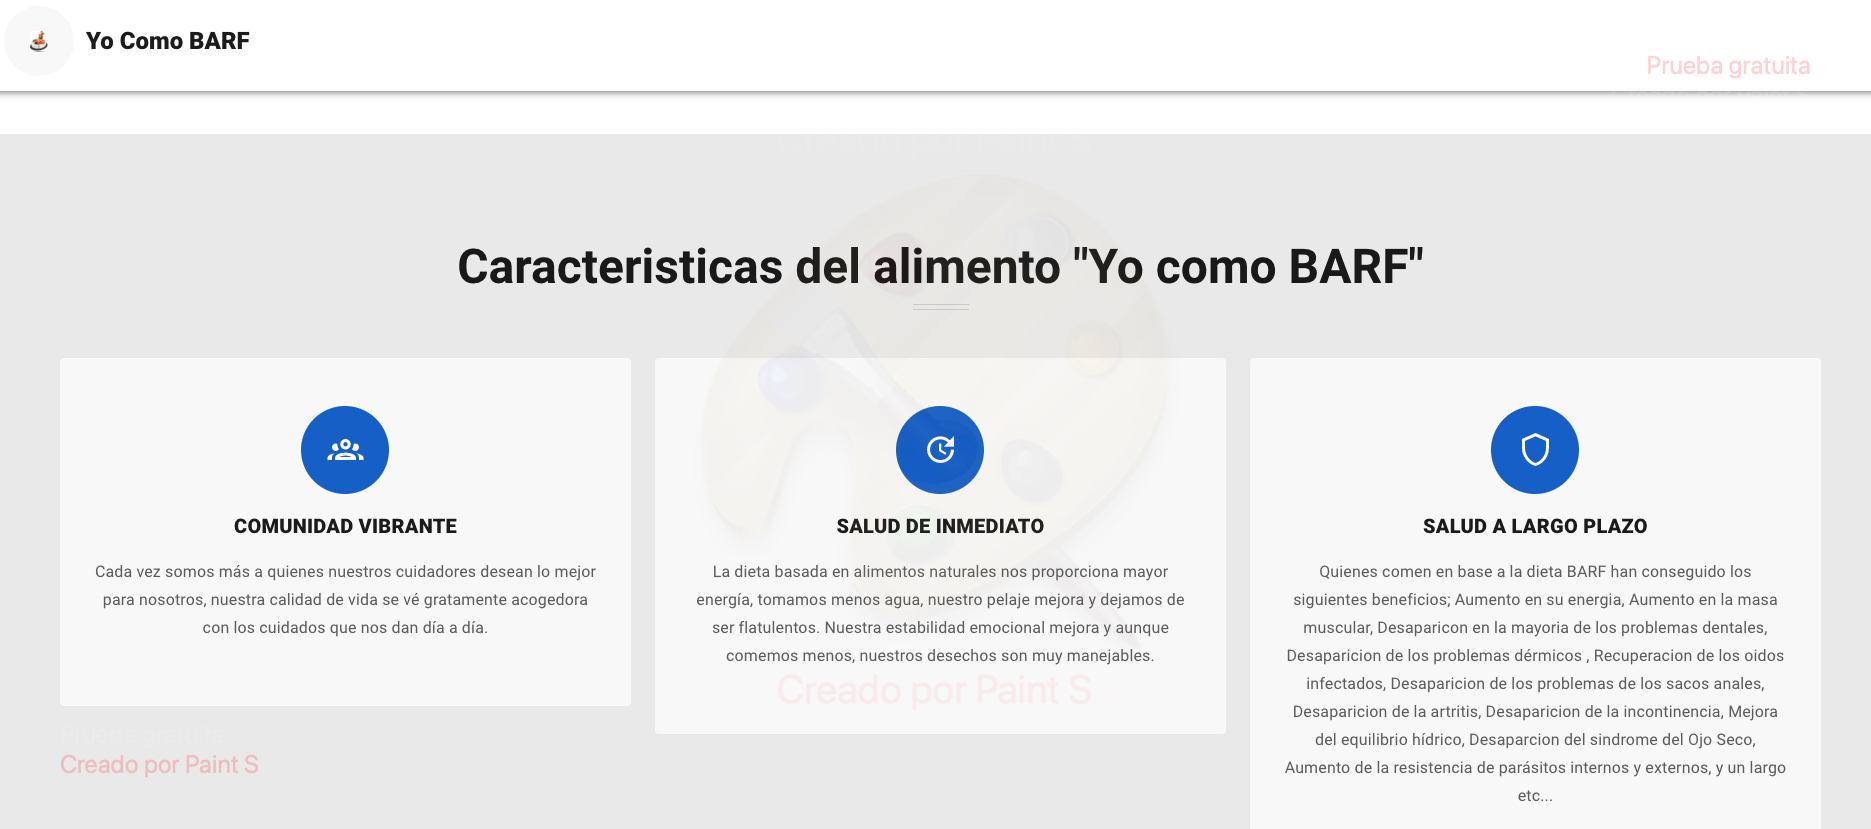 Yo Como BARF
Prueba gratuita
Caracteristicas del alimento "Yo como BARF"
COMUNIDAD VIBRANTE
Cada vez somos más a quienes nuestros cuidadores desean lo mejor
para nosotros, nuestra calidad de vida se vé gratamente acogedora
con los cuidados que nos dan día a día.
SALUD DE INMEDIATO
La dieta basada en alimentos naturales nos proporciona mayor
energía, tomamos menos agua, nuestro pelaje mejora y dejamos de
ser flatulentos. Nuestra estabilidad emocional mejora y aunque
comemos menos, nuestros desechos son muy manejables.
Creado por Paint S
SALUD A LARGO PLAZO
Quienes comen en base a la dieta BARF han conseguido los
siguientes beneficios; Aumento en su energia, Aumento en la masa
muscular, Desaparicon en la mayoria de los problemas dentales,
Desaparicion de los problemas dérmicos , Recuperacion de los oidos
infectados, Desaparicion de los problemas de los sacos anales,
Desaparicion de la artritis, Desaparicion de la incontinencia, Mejora
del equilibrio hídrico, Desaparcion del sindrome del Ojo Seco,
Aumento de la resistencia de parásitos internos y externos, y un largo
etc...
Prueba gratuita
Creado por Paint S